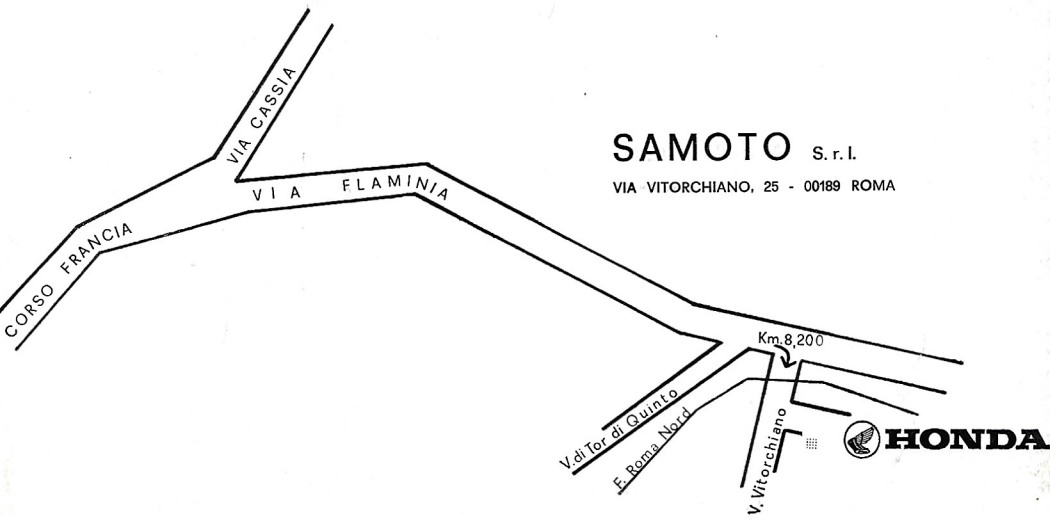 VIA CASSIA
SAMOTO S.r.l.
VIA VITORCHIANO, 25 - 00189 ROMA
VIA FLAMINIA
CORSO FRANCIA
Km.8,200
V.di Tor di Quinto
F. Roma Nord
V. Vitorchiano
HONDA